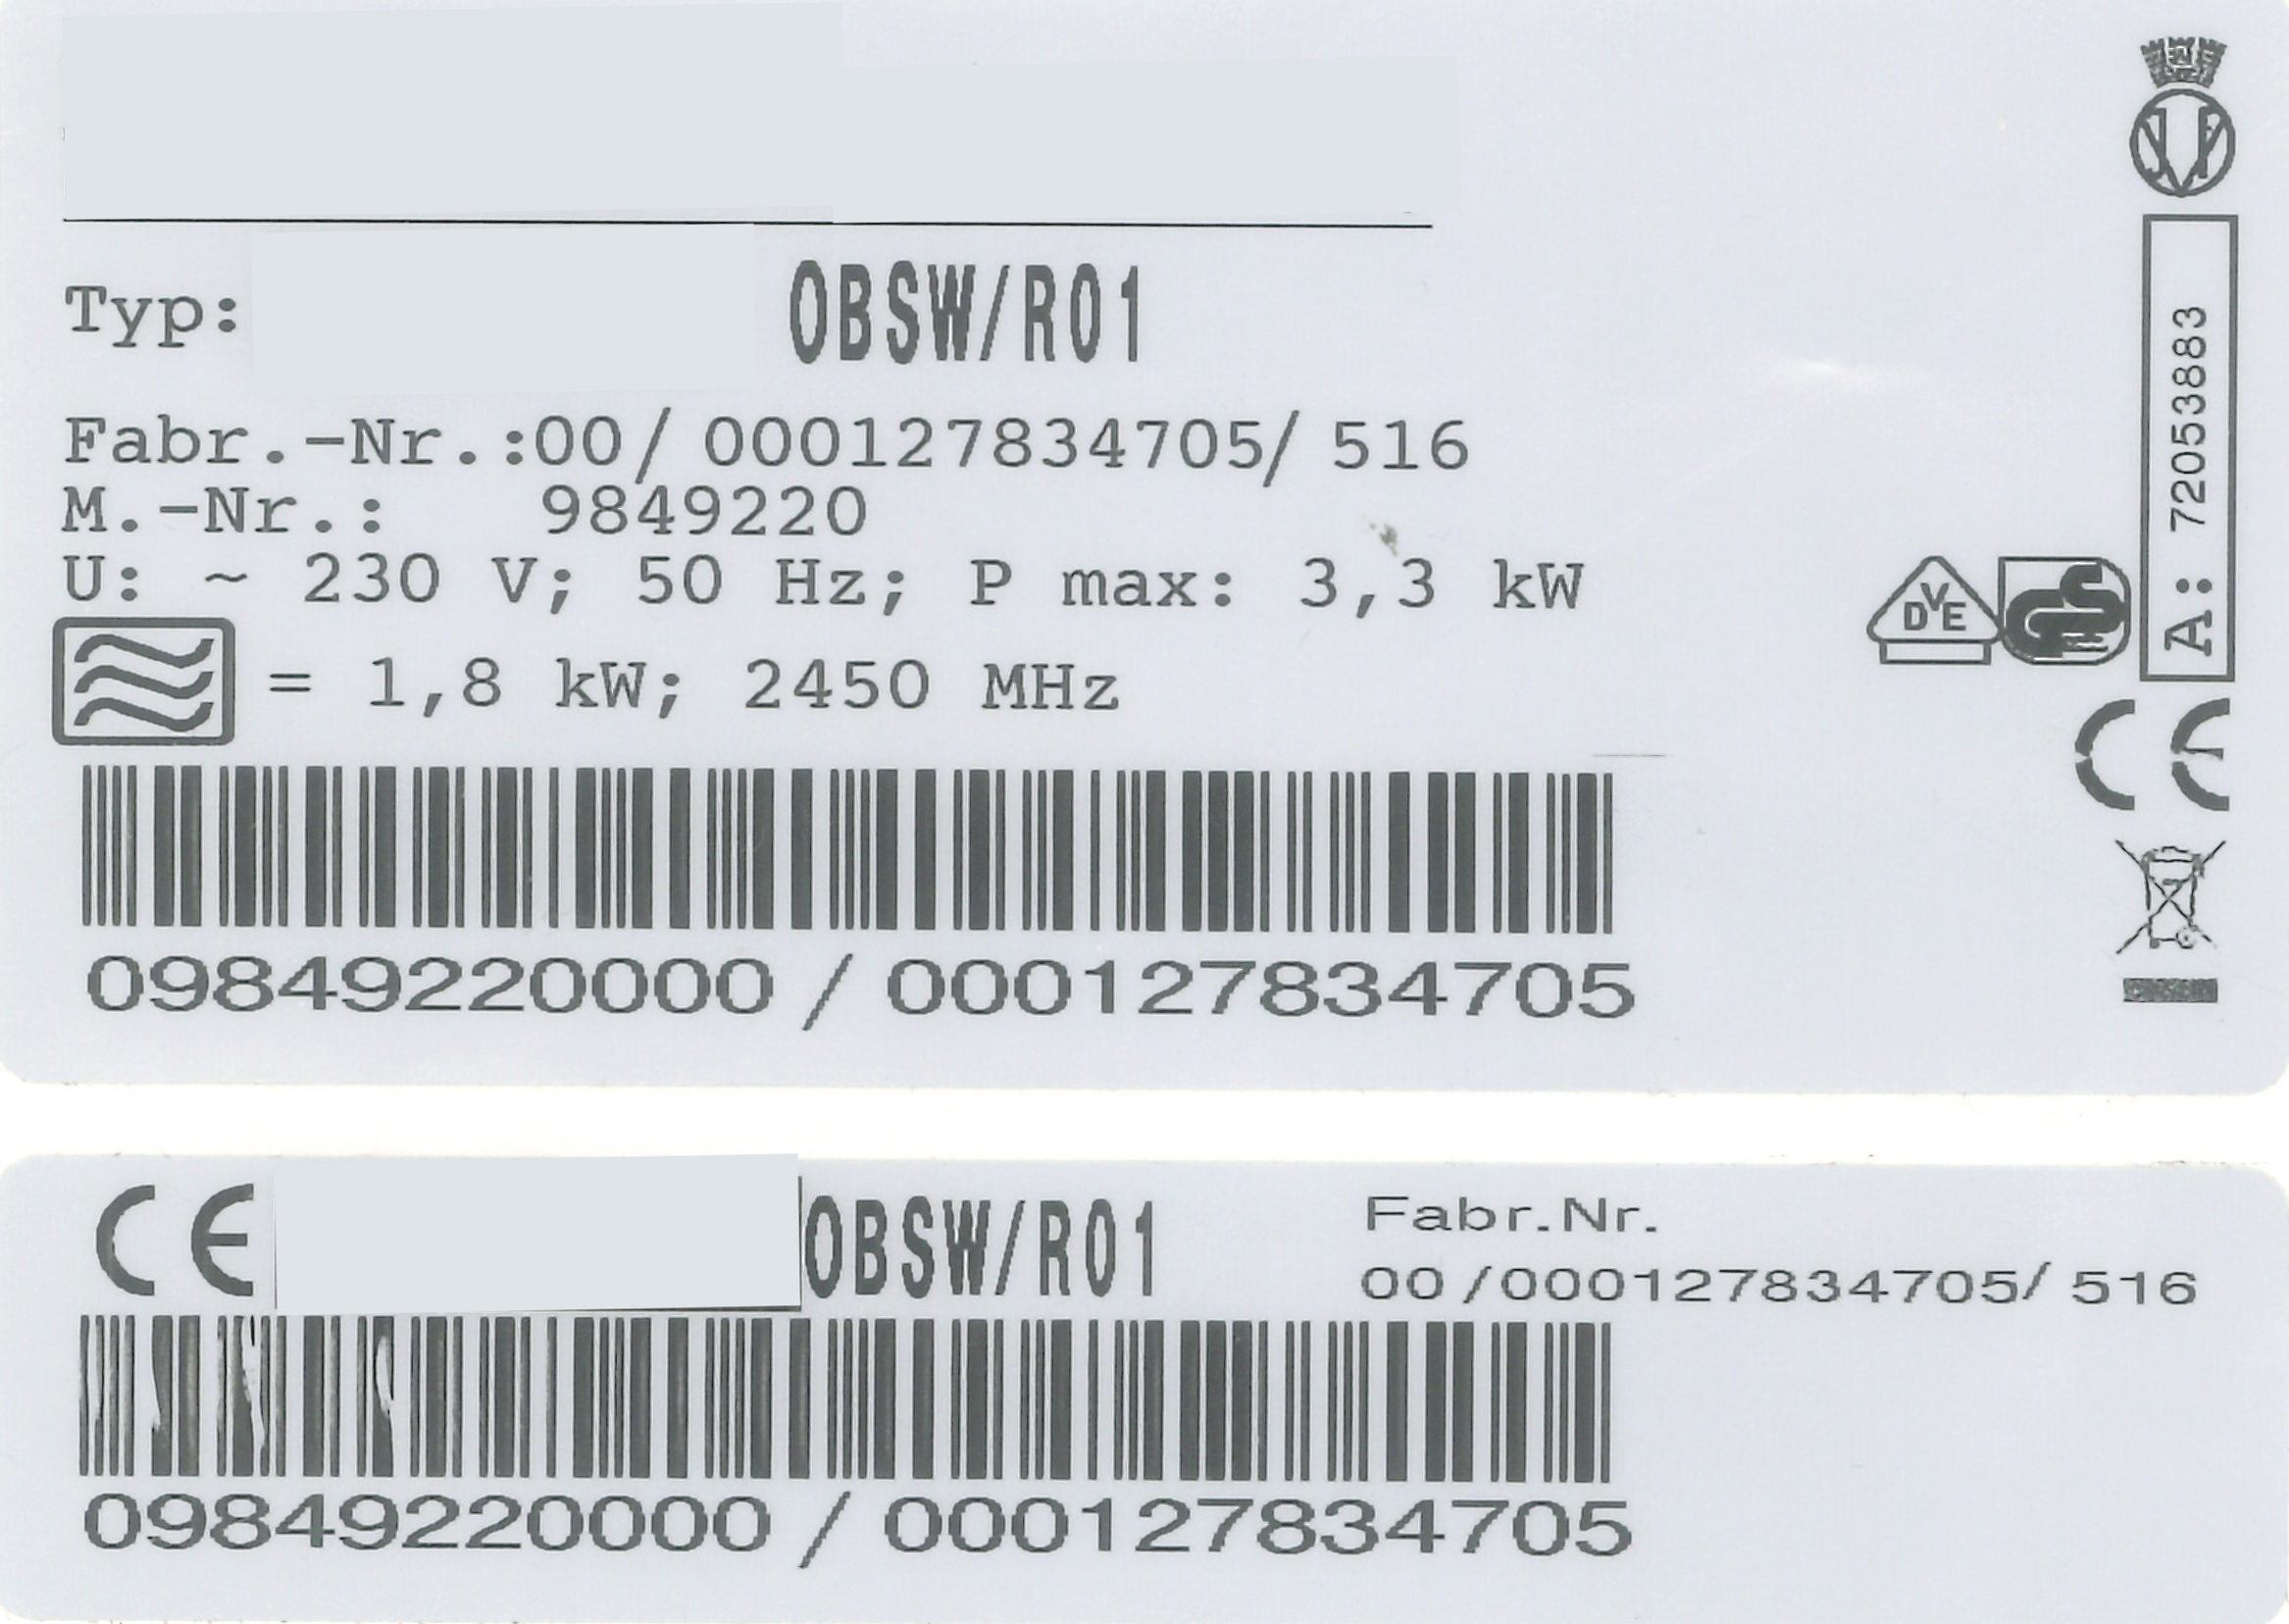 Typ: OBSW/R01
Fabr.-Nr.:00/ 000127834705/ 516
M.-Nr.: 9849220
U: ~ 230 V; 50 Hz; P max: 3,3 kW
= 1,8 kW; 2450 MHz
09849220000 / 000127834705
A: 72053883
DVE
GS
CE
CE OBSW/R01
Fabr.Nr.
00 /000127834705/ 516
09849220000 / 000127834705